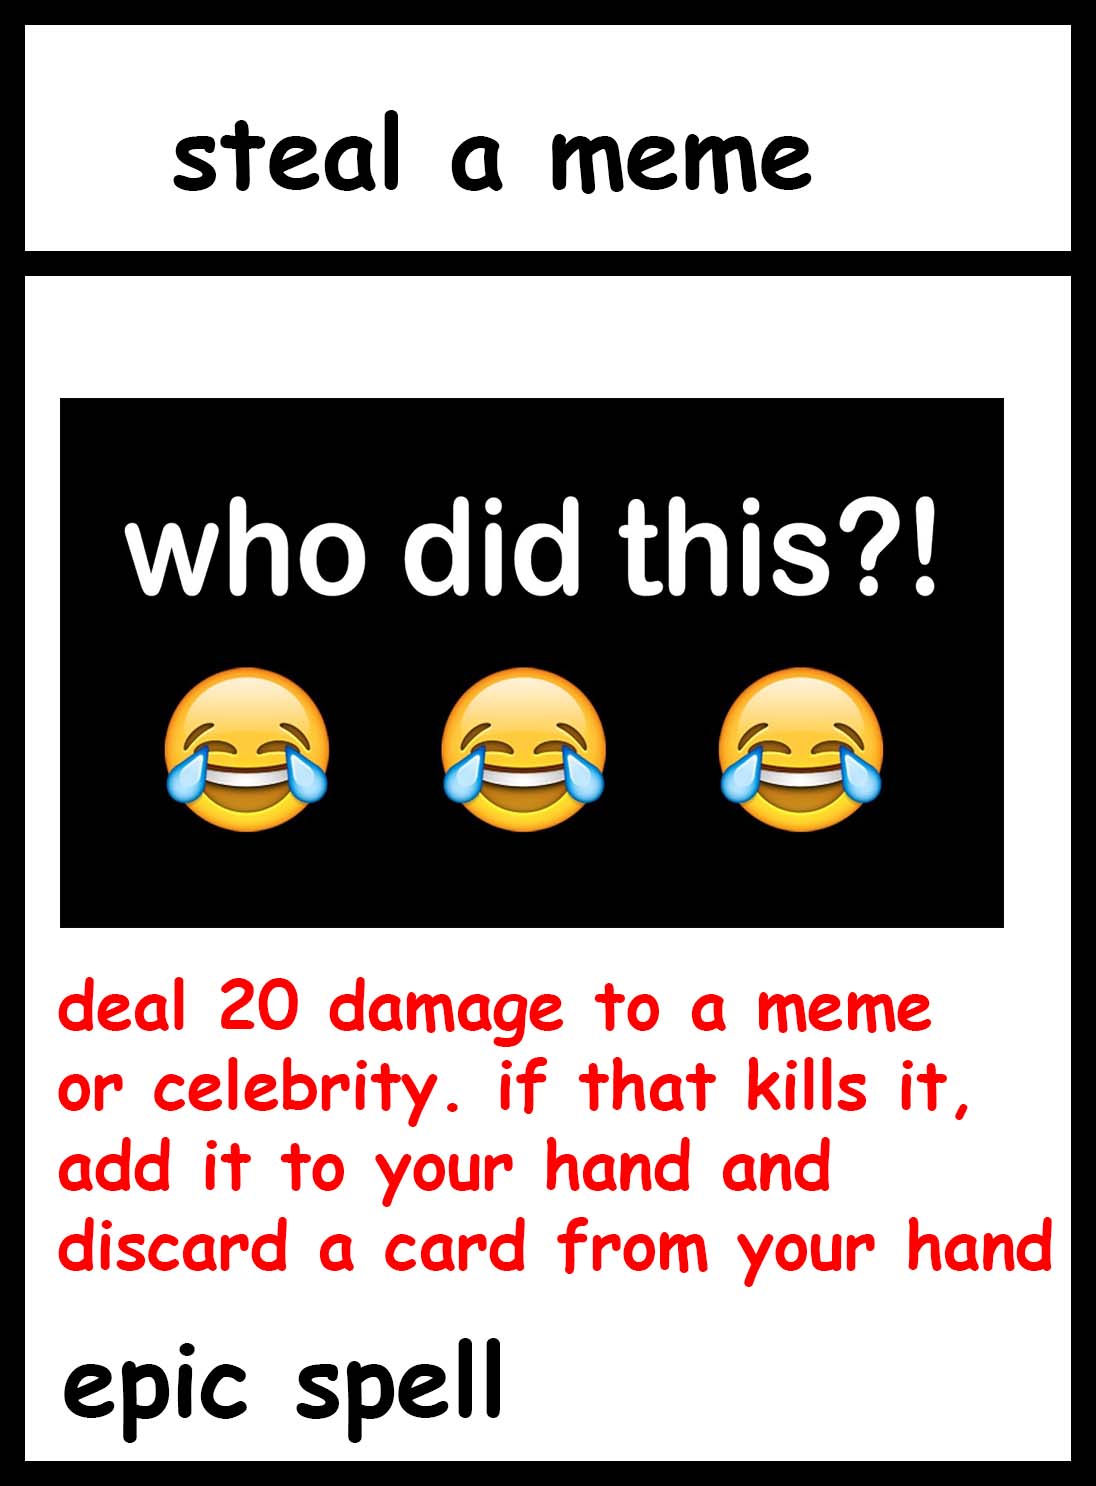 steal a meme
who did this?!
deal 20 damage to a meme
or celebrity. if that kills it,
add it to your hand and
discard a card from your hand
epic spell